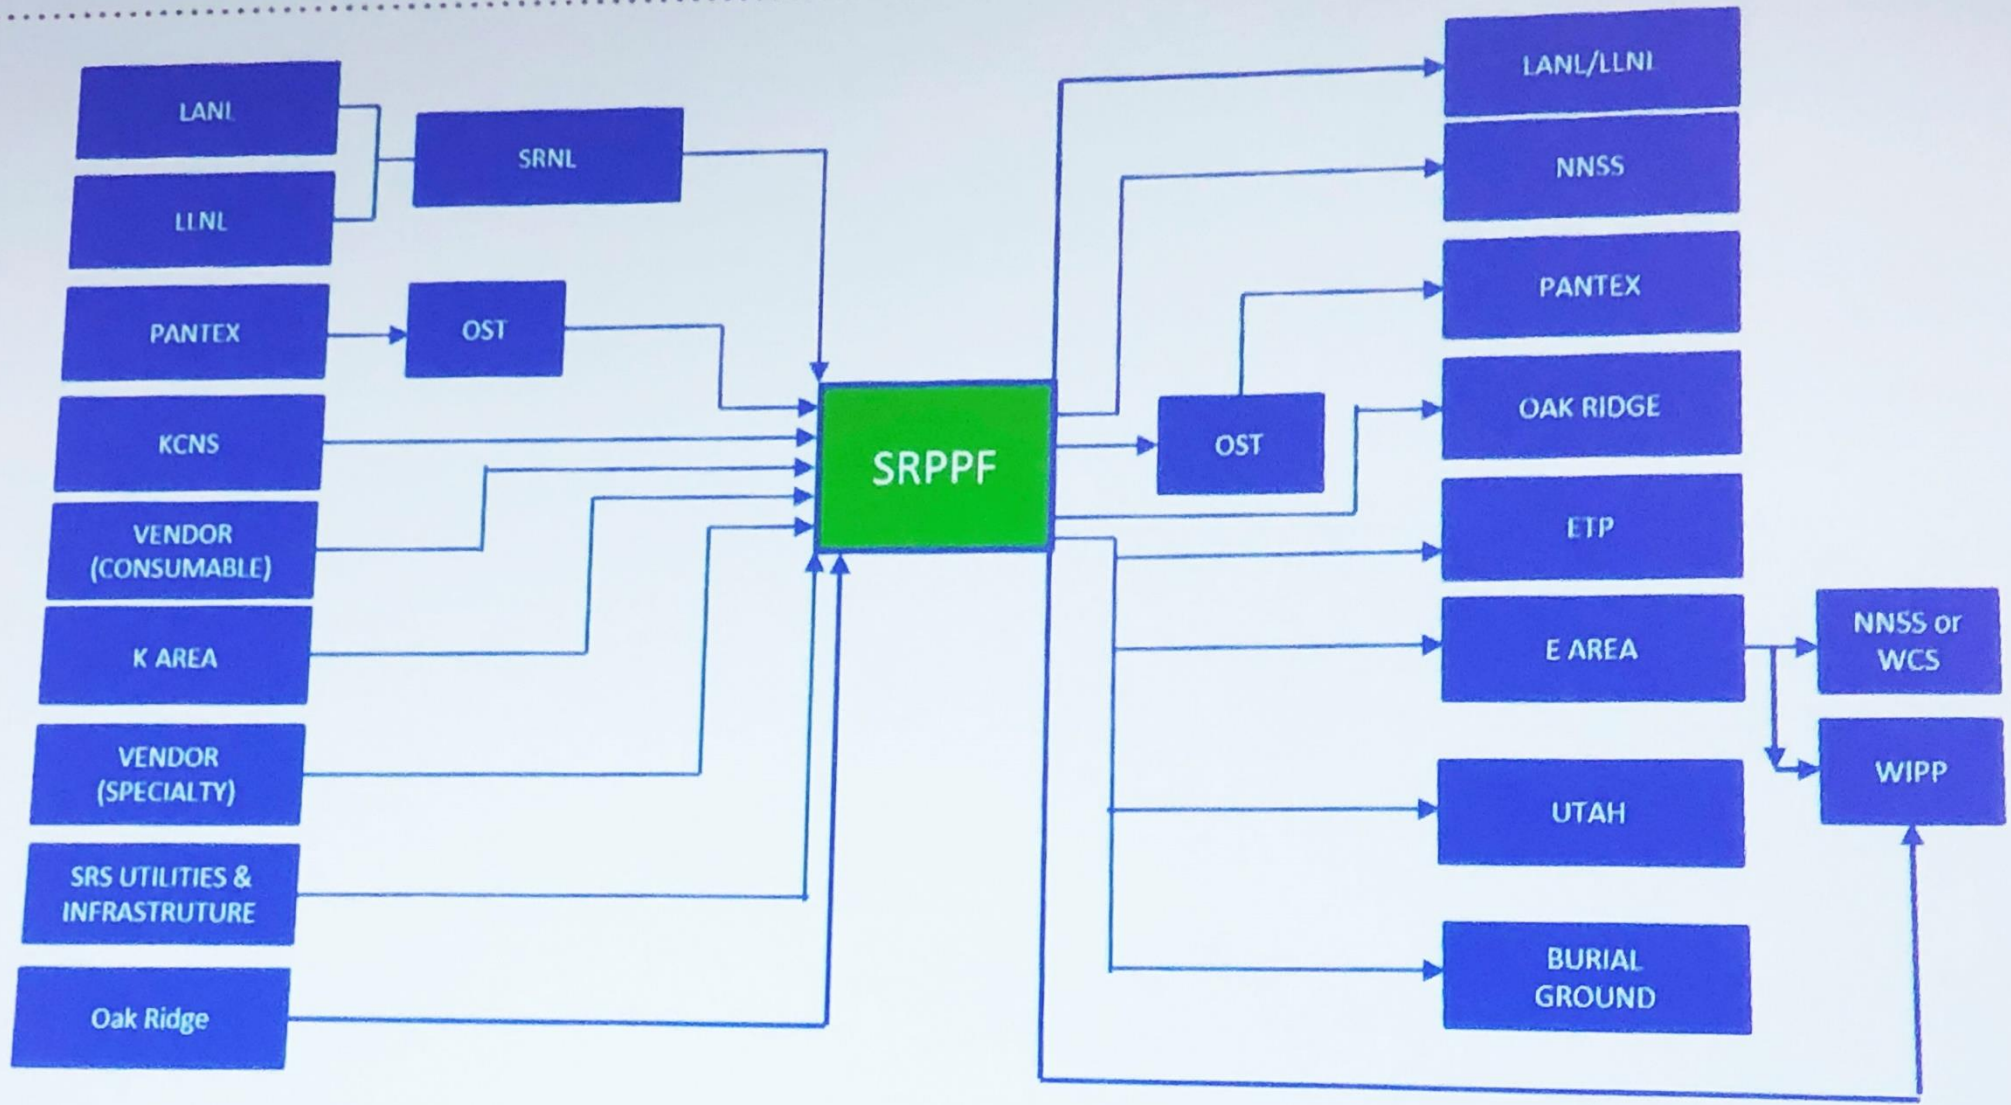 LANL
LLNL
SRNL
PANTEX
OST
KCNS
VENDOR
(CONSUMABLE)
K AREA
VENDOR
(SPECIALTY)
SRS UTILITIES &
INFRASTRUTURE
Oak Ridge
SRPPF
OST
LANL/LLNL
NNSS
PANTEX
OAK RIDGE
ETP
E AREA
UTAH
BURIAL
GROUND
NNSS or
WCS
WIPP